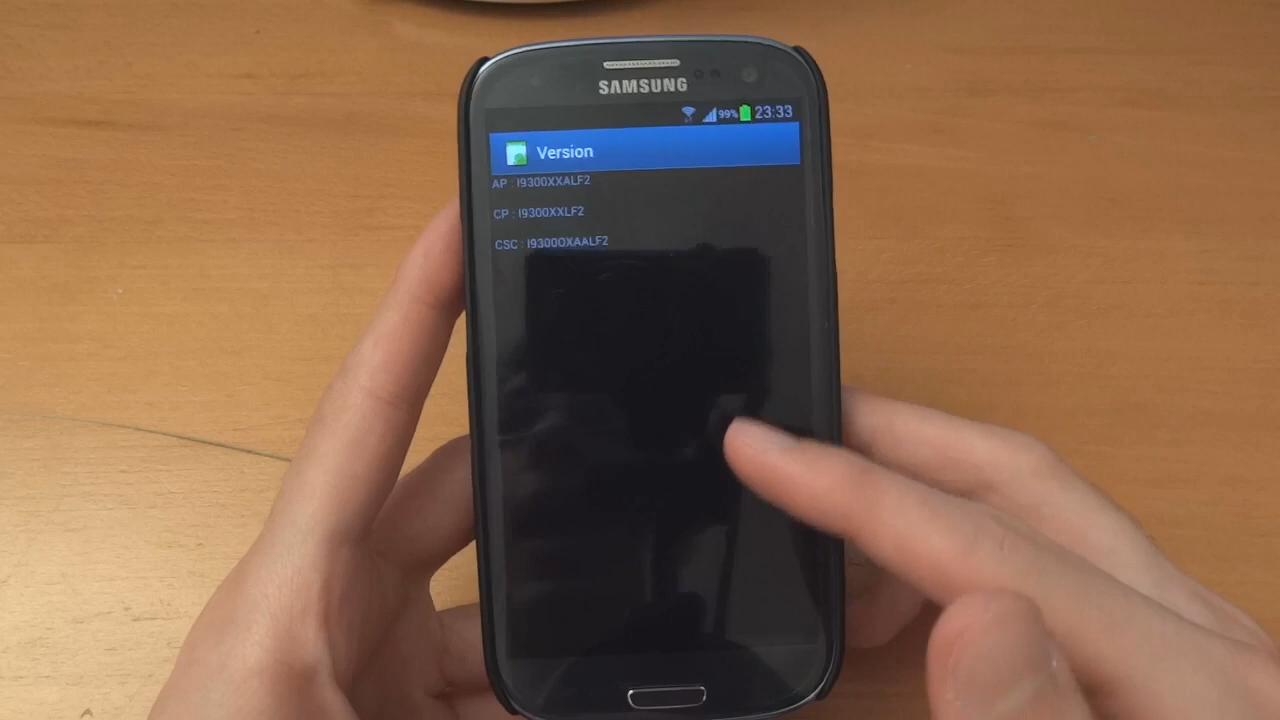 SAMSUNG
99% 23:33
Version
AP : I9300XXALF2
CP : I9300XXLF2
CSC : I9300OXAALF2